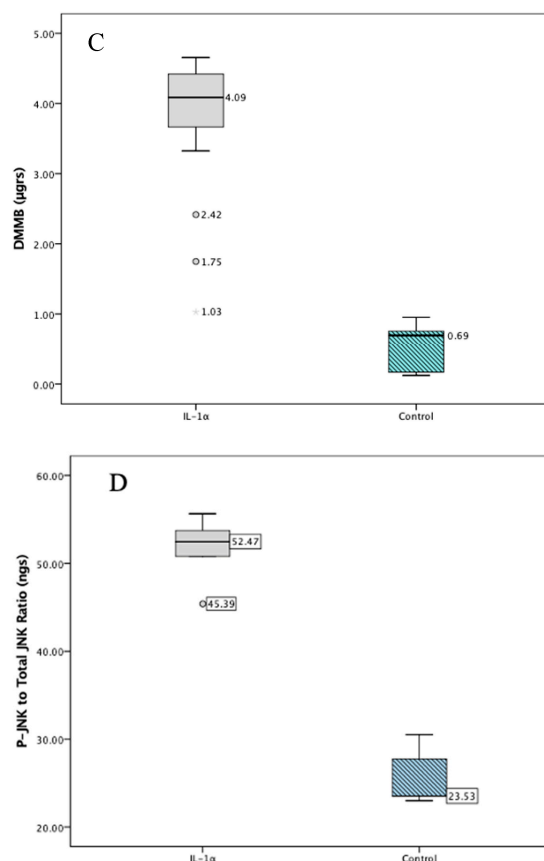 C
DMMB (µgrs)
5.00
4.00
3.00
2.00
1.00
0.00
4.09
2.42
1.75
1.03
0.69
IL-1α
Control
D
P-JNK to Total JNK Ratio (ngs)
60.00
50.00
40.00
30.00
20.00
52.47
45.39
23.53
IL-1α
Control